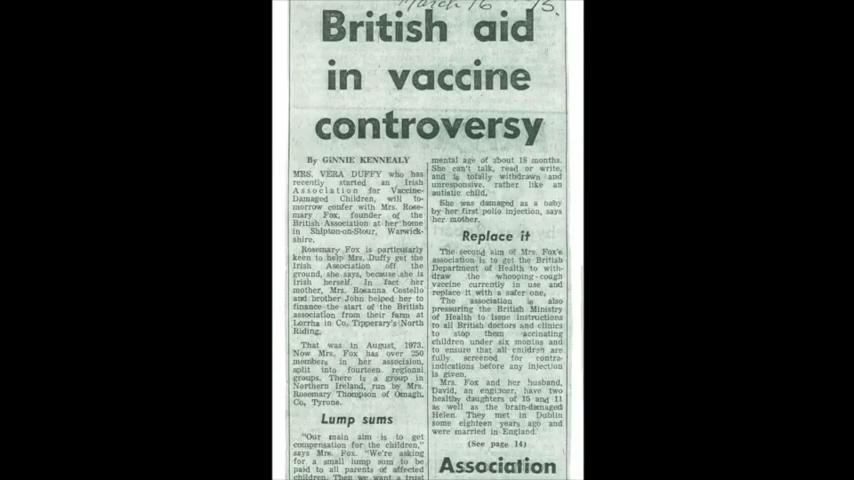 March 16 75.
British aid
in vaccine
controversy
By GINNIE KENNEALY
MRS. VERA DUFFY who has
recently started an Irish
Association for Vaccine-
Damaged Children, will to-
morrow confer with Mrs. Rose-
mary Fox, founder of the
British Association at her home
in Shipton-on-Stour, Warwick-
shire.
Rosemary Fox is particularly
keen to help Mrs. Duffy get the
Irish Association off the
ground, she says, because she is
Irish herself. In fact her
mother, Mrs. Rosanna Costello
and brother John helped her to
finance the start of the British
association from their farm at
Lorrha in Co. Tipperary's North
Riding.
That was in August, 1973.
Now Mrs. Fox has over 250
members in her association,
split into fourteen regional
groups. There is a group in
Northern Ireland, run by Mrs.
Rosemary Thompson of Omagh,
Co. Tyrone.
Lump sums
"Our main aim is to get
compensation for the children,"
says Mrs. Fox. "We're asking
for a small lump sum to be
paid to all parents of affected
children. Then we want a trust
mental age of about 18 months.
She can't talk, read or write,
and is totally withdrawn and
unresponsive, rather like an
autistic child.
She was damaged as a baby
by her first polio injection, says
her mother.
Replace it
The second aim of Mrs. Fox's
association is to get the British
Department of Health to with-
draw the whooping-cough
vaccine currently in use and
replace it with a safer one.
The association is also
pressuring the British Ministry
of Health to issue instructions
to all British doctors and clinics
to stop them accinating
children under six months and
to ensure that all children are
fully screened for contra-
indications before any injection
is given.
Mrs. Fox and her husband,
David, an engineer, have two
healthy daughters of 15 and 11
as well as the brain-damaged
Helen. They met in Dublin
some eighteen years ago and
were married in England.
(See page 14)
Association